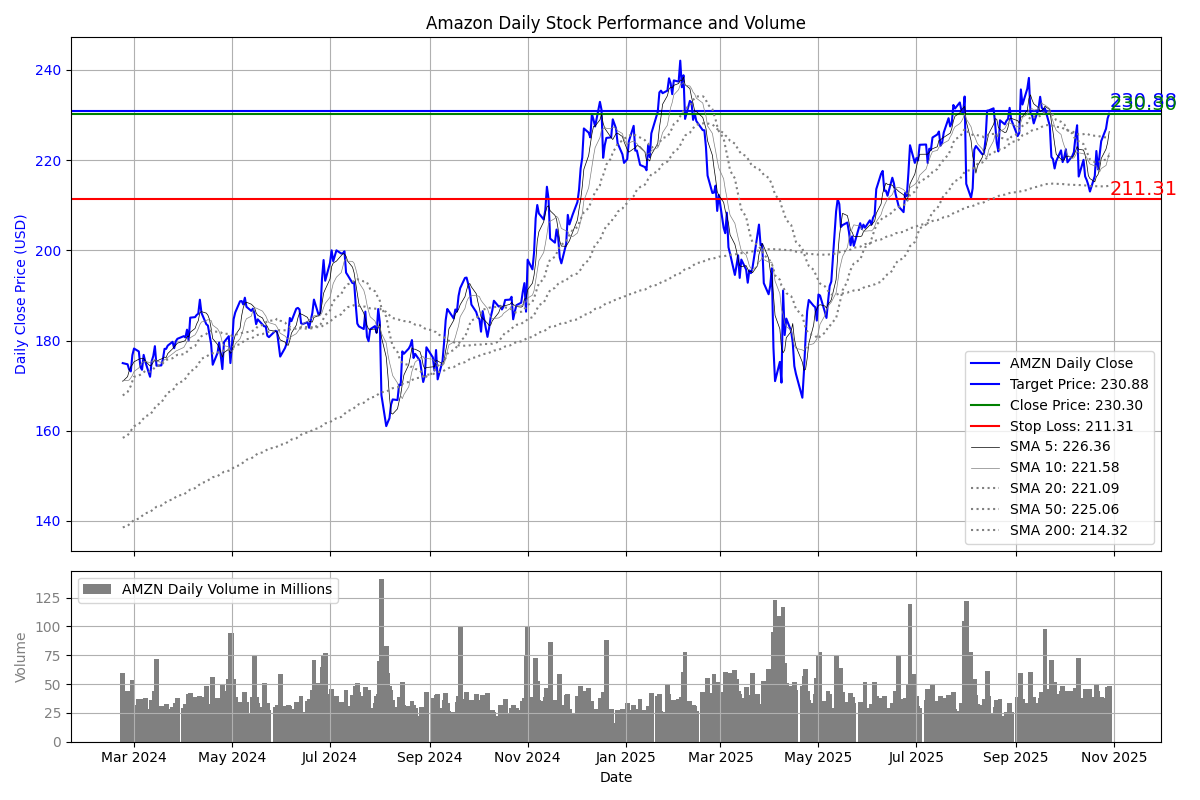 Amazon Daily Stock Performance and Volume
Daily Close Price (USD)
240
220
200
180
160
140
230.88
230.30
211.31
AMZN Daily Close
Target Price: 230.88
Close Price: 230.30
Stop Loss: 211.31
SMA 5: 226.36
SMA 10: 221.58
SMA 20: 221.09
SMA 50: 225.06
SMA 200: 214.32
AMZN Daily Volume in Millions
Volume
125
100
75
50
25
0
Mar 2024 May 2024 Jul 2024 Sep 2024 Nov 2024 Jan 2025 Mar 2025 May 2025 Jul 2025 Sep 2025 Nov 2025
Date